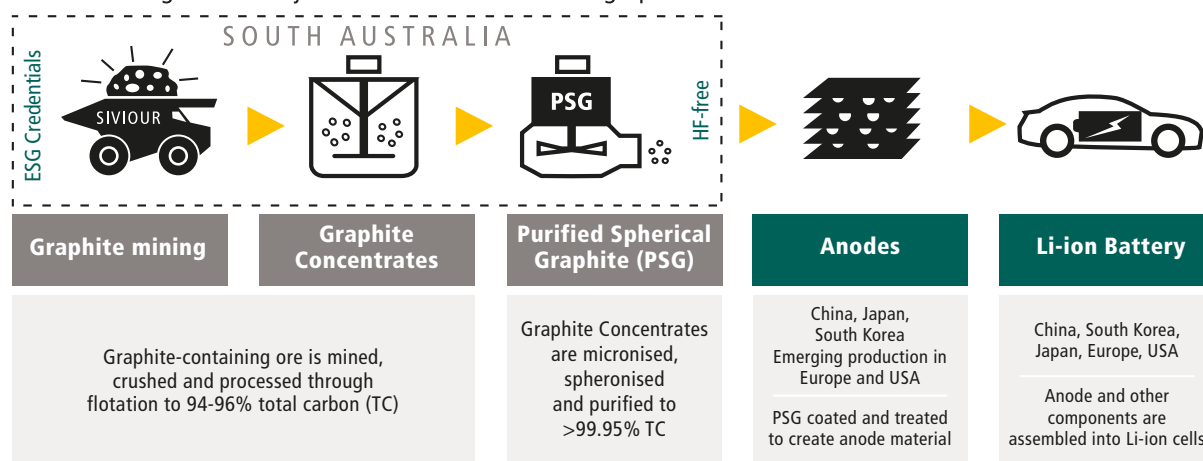 SOUTH AUSTRALIA
ESG Credentials
SIVIOUR
PSG
HF-free
Graphite mining
Graphite
Concentrates
Purified Spherical
Graphite (PSG)
Anodes
Li-ion Battery
Graphite-containing ore is mined,
crushed and processed through
flotation to 94-96% total carbon (TC)
Graphite Concentrates
are micronised,
spheronised
and purified to
>99.95% TC
China, Japan,
South Korea
Emerging production in
Europe and USA
PSG coated and treated
to create anode material
China, South Korea,
Japan, Europe, USA
Anode and other
components are
assembled into Li-ion cells